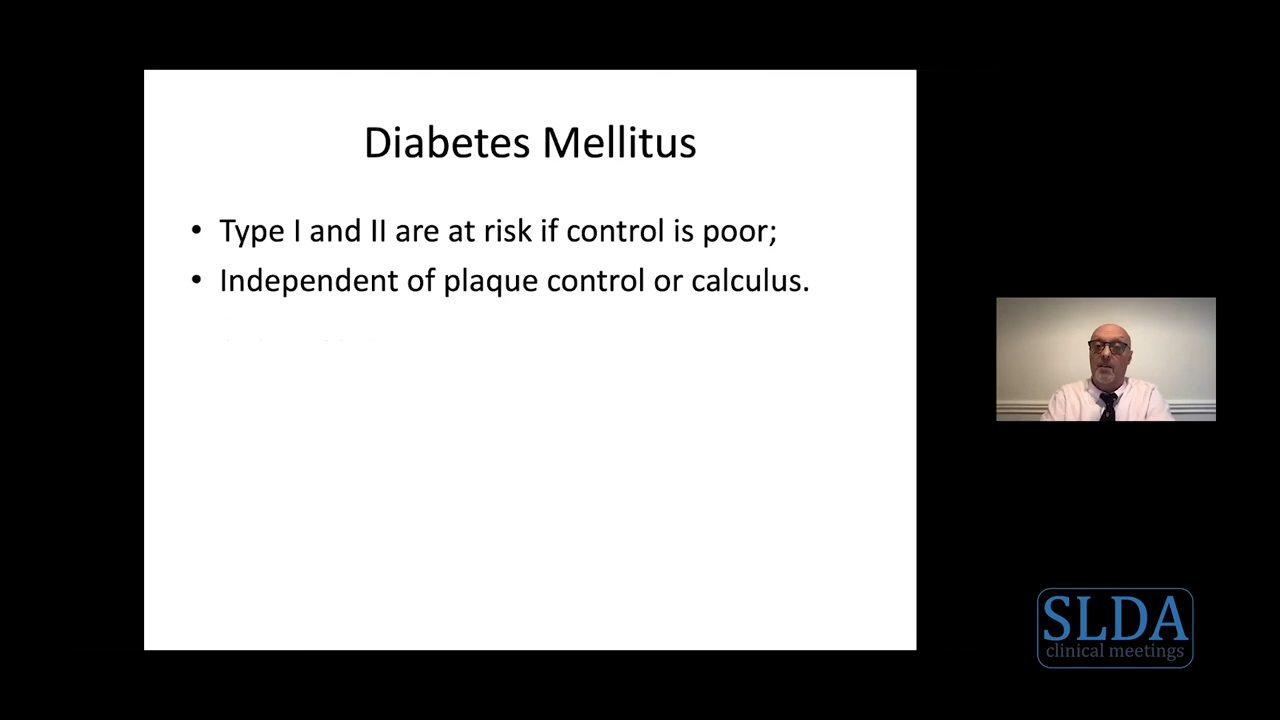 Diabetes Mellitus
• Type I and II are at risk if control is poor;
• Independent of plaque control or calculus.
SLDA
clinical meetings